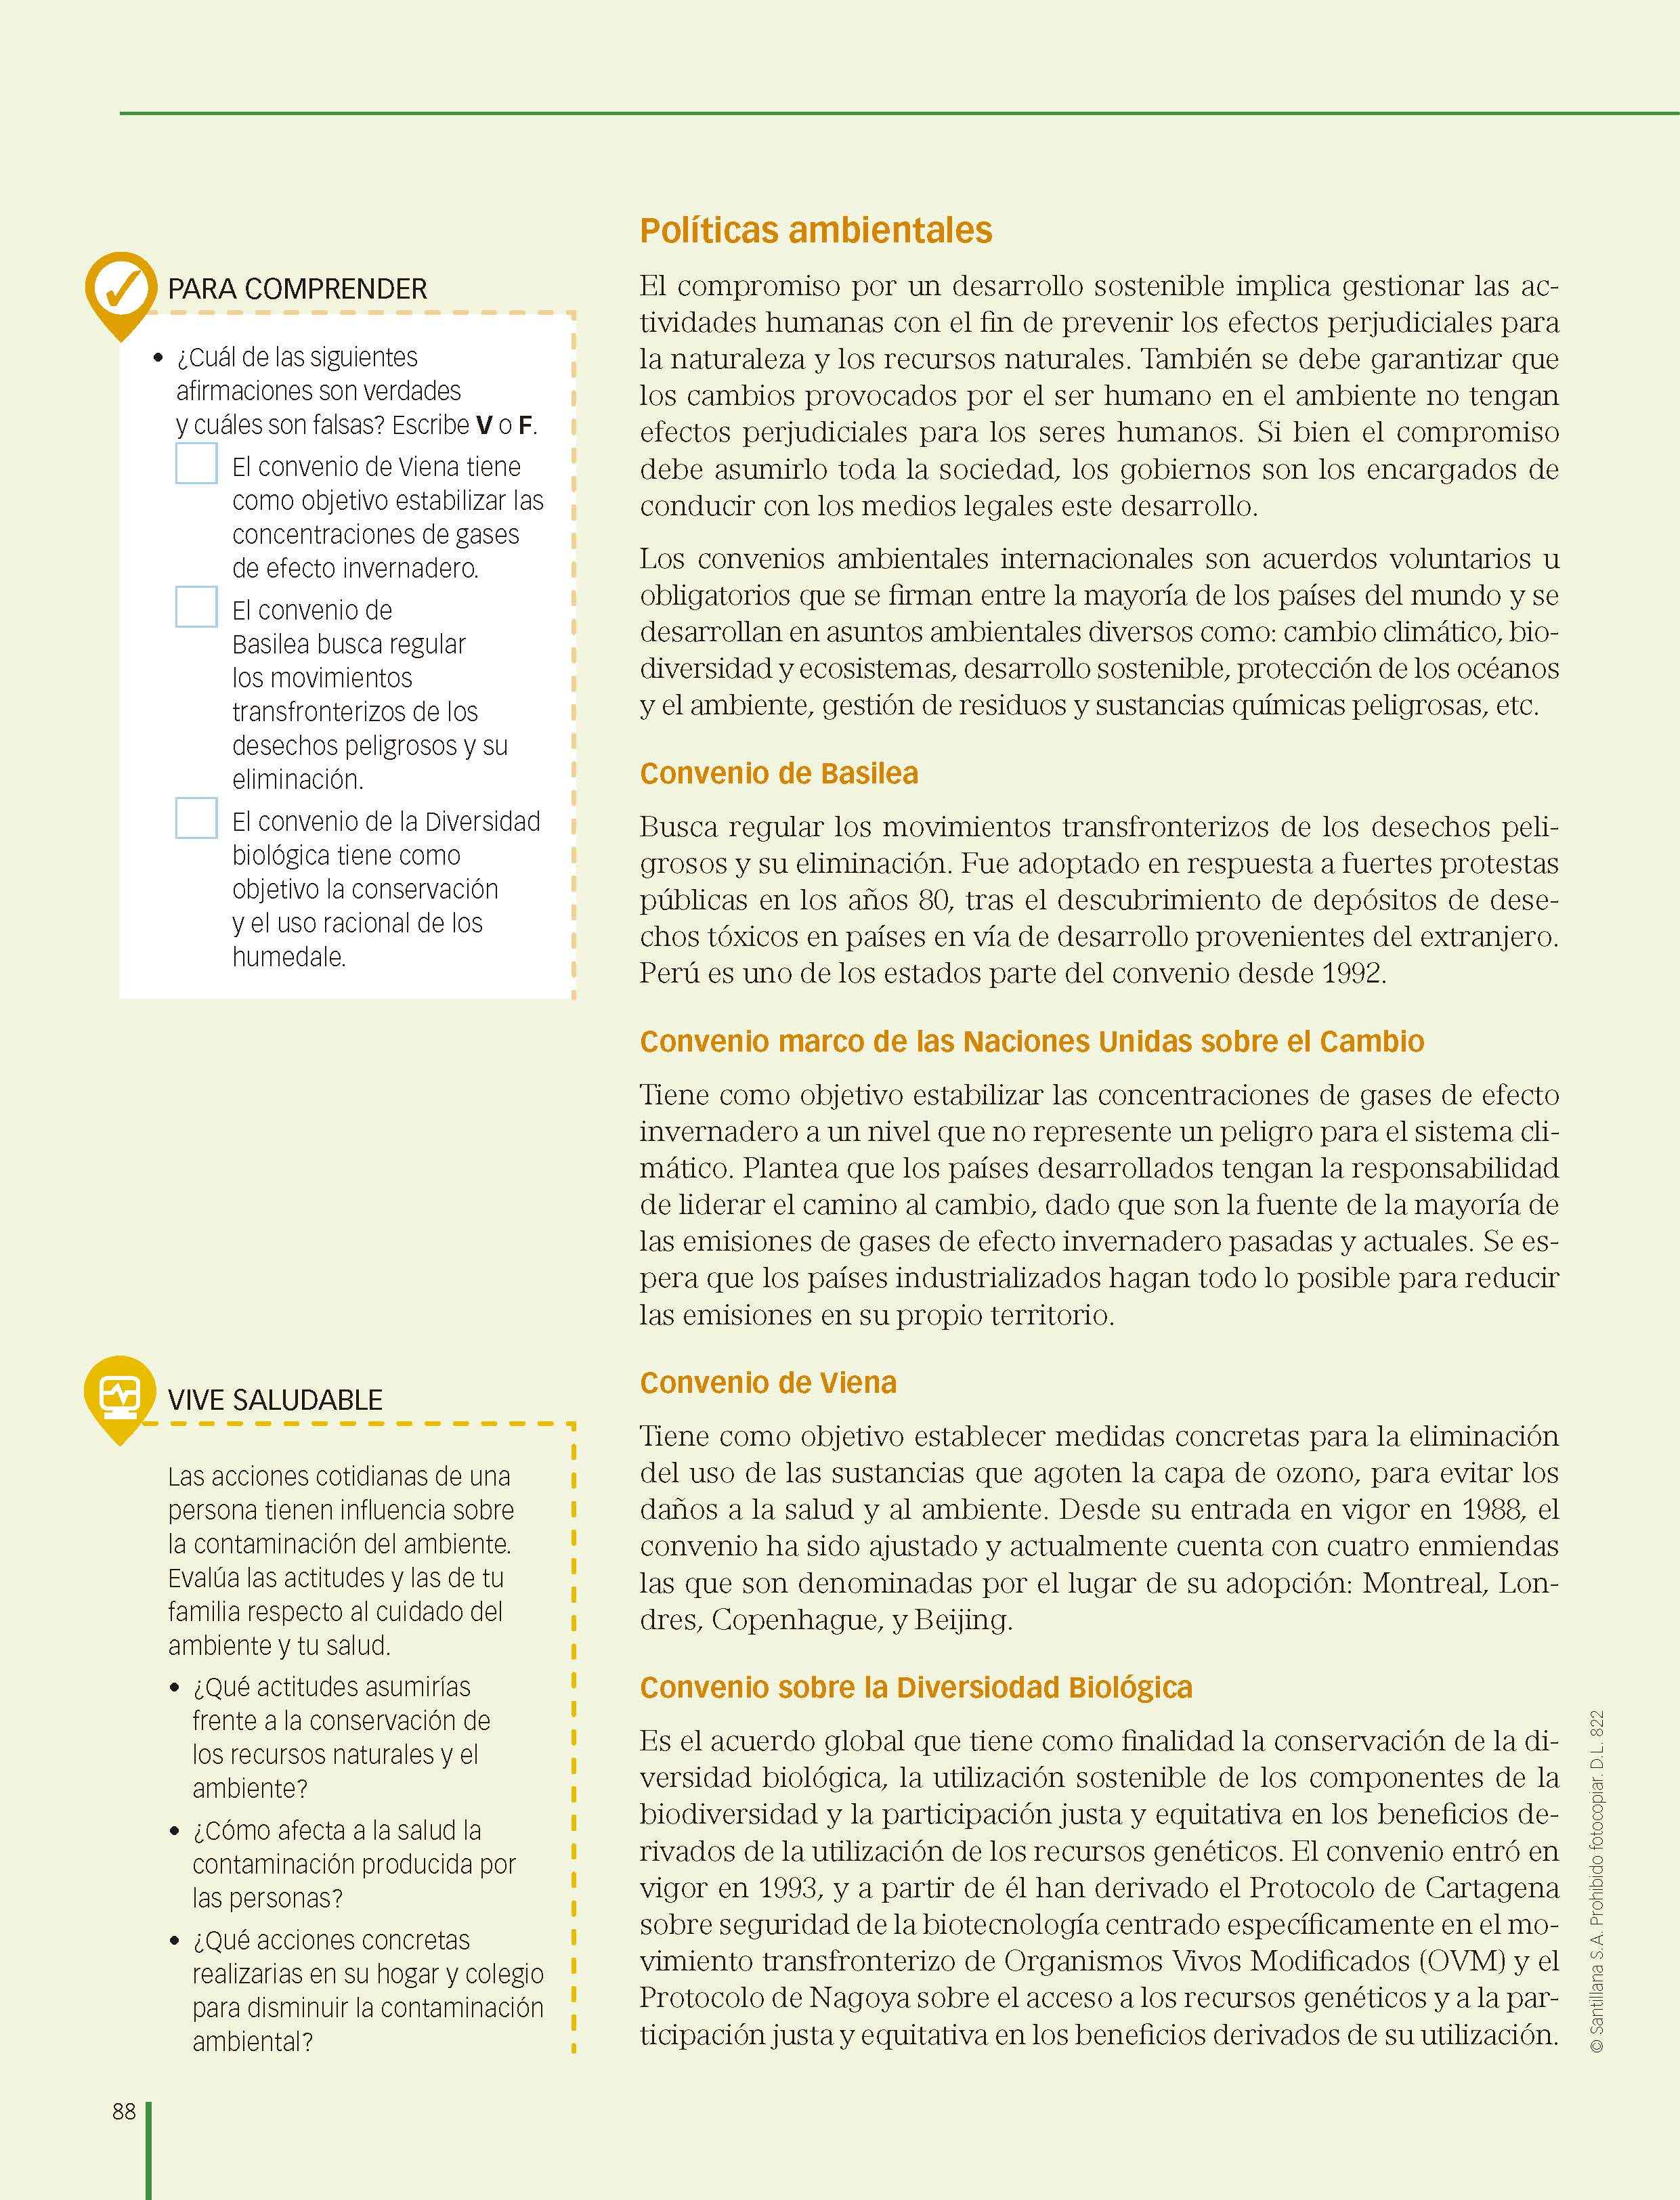 PARA COMPRENDER
• ¿Cuál de las siguientes
afirmaciones son verdades
y cuáles son falsas? Escribe V o F.
El convenio de Viena tiene
como objetivo estabilizar las
concentraciones de gases
de efecto invernadero.
El convenio de
Basilea busca regular
los movimientos
transfronterizos de los
desechos peligrosos y su
eliminación.
El convenio de la Diversidad
biológica tiene como
objetivo la conservación
y el uso racional de los
humedale.
VIVE SALUDABLE
Las acciones cotidianas de una
persona tienen influencia sobre
la contaminación del ambiente.
Evalúa las actitudes y las de tu
familia respecto al cuidado del
ambiente y tu salud.
• ¿Qué actitudes asumirías
frente a la conservación de
los recursos naturales y el
ambiente?
• ¿Cómo afecta a la salud la
contaminación producida por
las personas?
• ¿Qué acciones concretas
realizarias en su hogar y colegio
para disminuir la contaminación
ambiental?
Políticas ambientales
El compromiso por un desarrollo sostenible implica gestionar las ac-
tividades humanas con el fin de prevenir los efectos perjudiciales para
la naturaleza y los recursos naturales. También se debe garantizar que
los cambios provocados por el ser humano en el ambiente no tengan
efectos perjudiciales para los seres humanos. Si bien el compromiso
debe asumirlo toda la sociedad, los gobiernos son los encargados de
conducir con los medios legales este desarrollo.
Los convenios ambientales internacionales son acuerdos voluntarios u
obligatorios que se firman entre la mayoría de los países del mundo y se
desarrollan en asuntos ambientales diversos como: cambio climático, bio-
diversidad y ecosistemas, desarrollo sostenible, protección de los océanos
y el ambiente, gestión de residuos y sustancias químicas peligrosas, etc.
Convenio de Basilea
Busca regular los movimientos transfronterizos de los desechos peli-
grosos y su eliminación. Fue adoptado en respuesta a fuertes protestas
públicas en los años 80, tras el descubrimiento de depósitos de dese-
chos tóxicos en países en vía de desarrollo provenientes del extranjero.
Perú es uno de los estados parte del convenio desde 1992.
Convenio marco de las Naciones Unidas sobre el Cambio
Tiene como objetivo estabilizar las concentraciones de gases de efecto
invernadero a un nivel que no represente un peligro para el sistema cli-
mático. Plantea que los países desarrollados tengan la responsabilidad
de liderar el camino al cambio, dado que son la fuente de la mayoría de
las emisiones de gases de efecto invernadero pasadas y actuales. Se es-
pera que los países industrializados hagan todo lo posible para reducir
las emisiones en su propio territorio.
Convenio de Viena
Tiene como objetivo establecer medidas concretas para la eliminación
del uso de las sustancias que agoten la capa de ozono, para evitar los
daños a la salud y al ambiente. Desde su entrada en vigor en 1988, el
convenio ha sido ajustado y actualmente cuenta con cuatro enmiendas
las que son denominadas por el lugar de su adopción: Montreal, Lon-
dres, Copenhague, y Beijing.
Convenio sobre la Diversiodad Biológica
Es el acuerdo global que tiene como finalidad la conservación de la di-
versidad biológica, la utilización sostenible de los componentes de la
biodiversidad y la participación justa y equitativa en los beneficios de-
rivados de la utilización de los recursos genéticos. El convenio entró en
vigor en 1993, y a partir de él han derivado el Protocolo de Cartagena
sobre seguridad de la biotecnología centrado específicamente en el mo-
vimiento transfronterizo de Organismos Vivos Modificados (OVM) y el
Protocolo de Nagoya sobre el acceso a los recursos genéticos y a la par-
ticipación justa y equitativa en los beneficios derivados de su utilización.
© Santillana S.A. Prohibido fotocopiar. D.L. 822
88